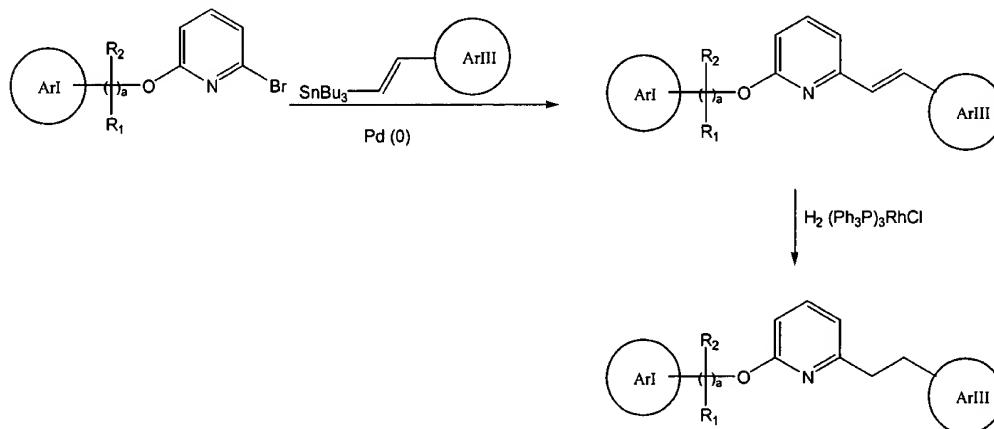 R₂
ArI
( )ₐ
O
N
Br
R₁
SnBu₃
ArIII
Pd (0)
R₂
ArI
( )ₐ
O
N
R₁
ArIII
H₂ (Ph₃P)₃RhCl
R₂
ArI
( )ₐ
O
N
R₁
ArIII